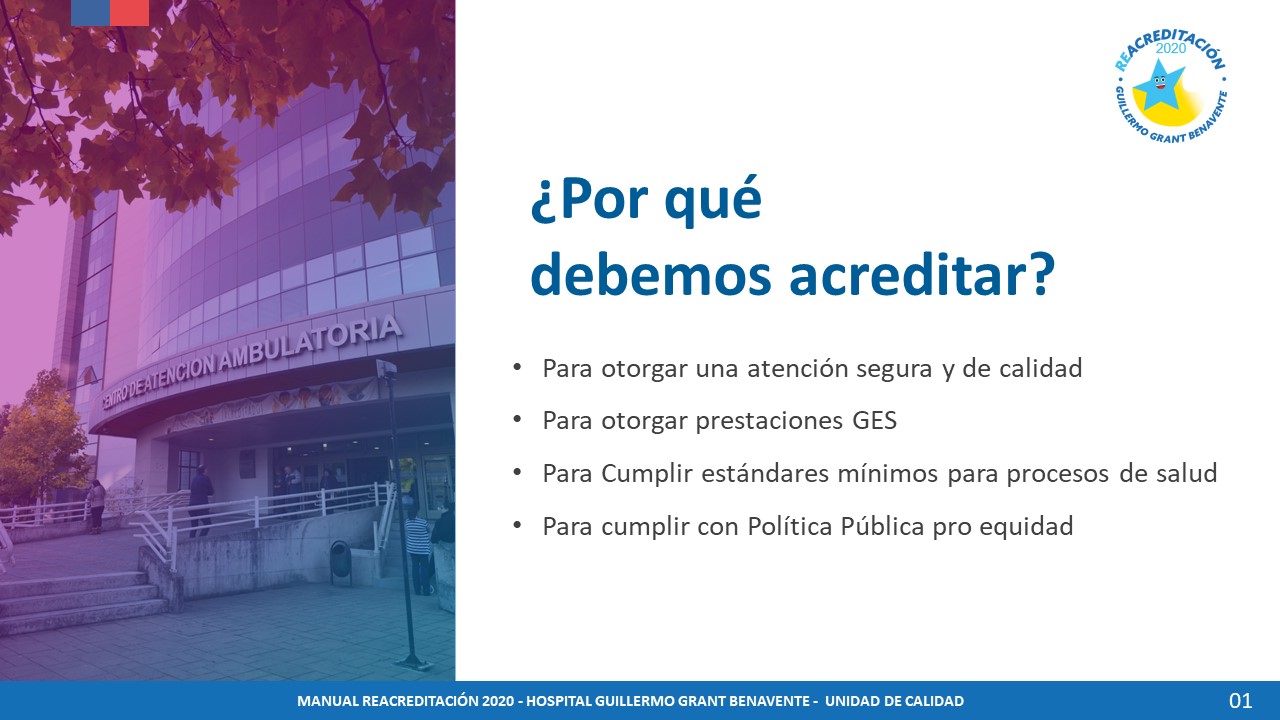 REACREDITACIÓN
2020
GUILLERMO GRANT BENAVENTE
¿Por qué
debemos acreditar?
CENTRO DE ATENCION AMBULATORIA
• Para otorgar una atención segura y de calidad
• Para otorgar prestaciones GES
• Para Cumplir estándares mínimos para procesos de salud
• Para cumplir con Política Pública pro equidad
MANUAL REACREDITACIÓN 2020 - HOSPITAL GUILLERMO GRANT BENAVENTE - UNIDAD DE CALIDAD
01